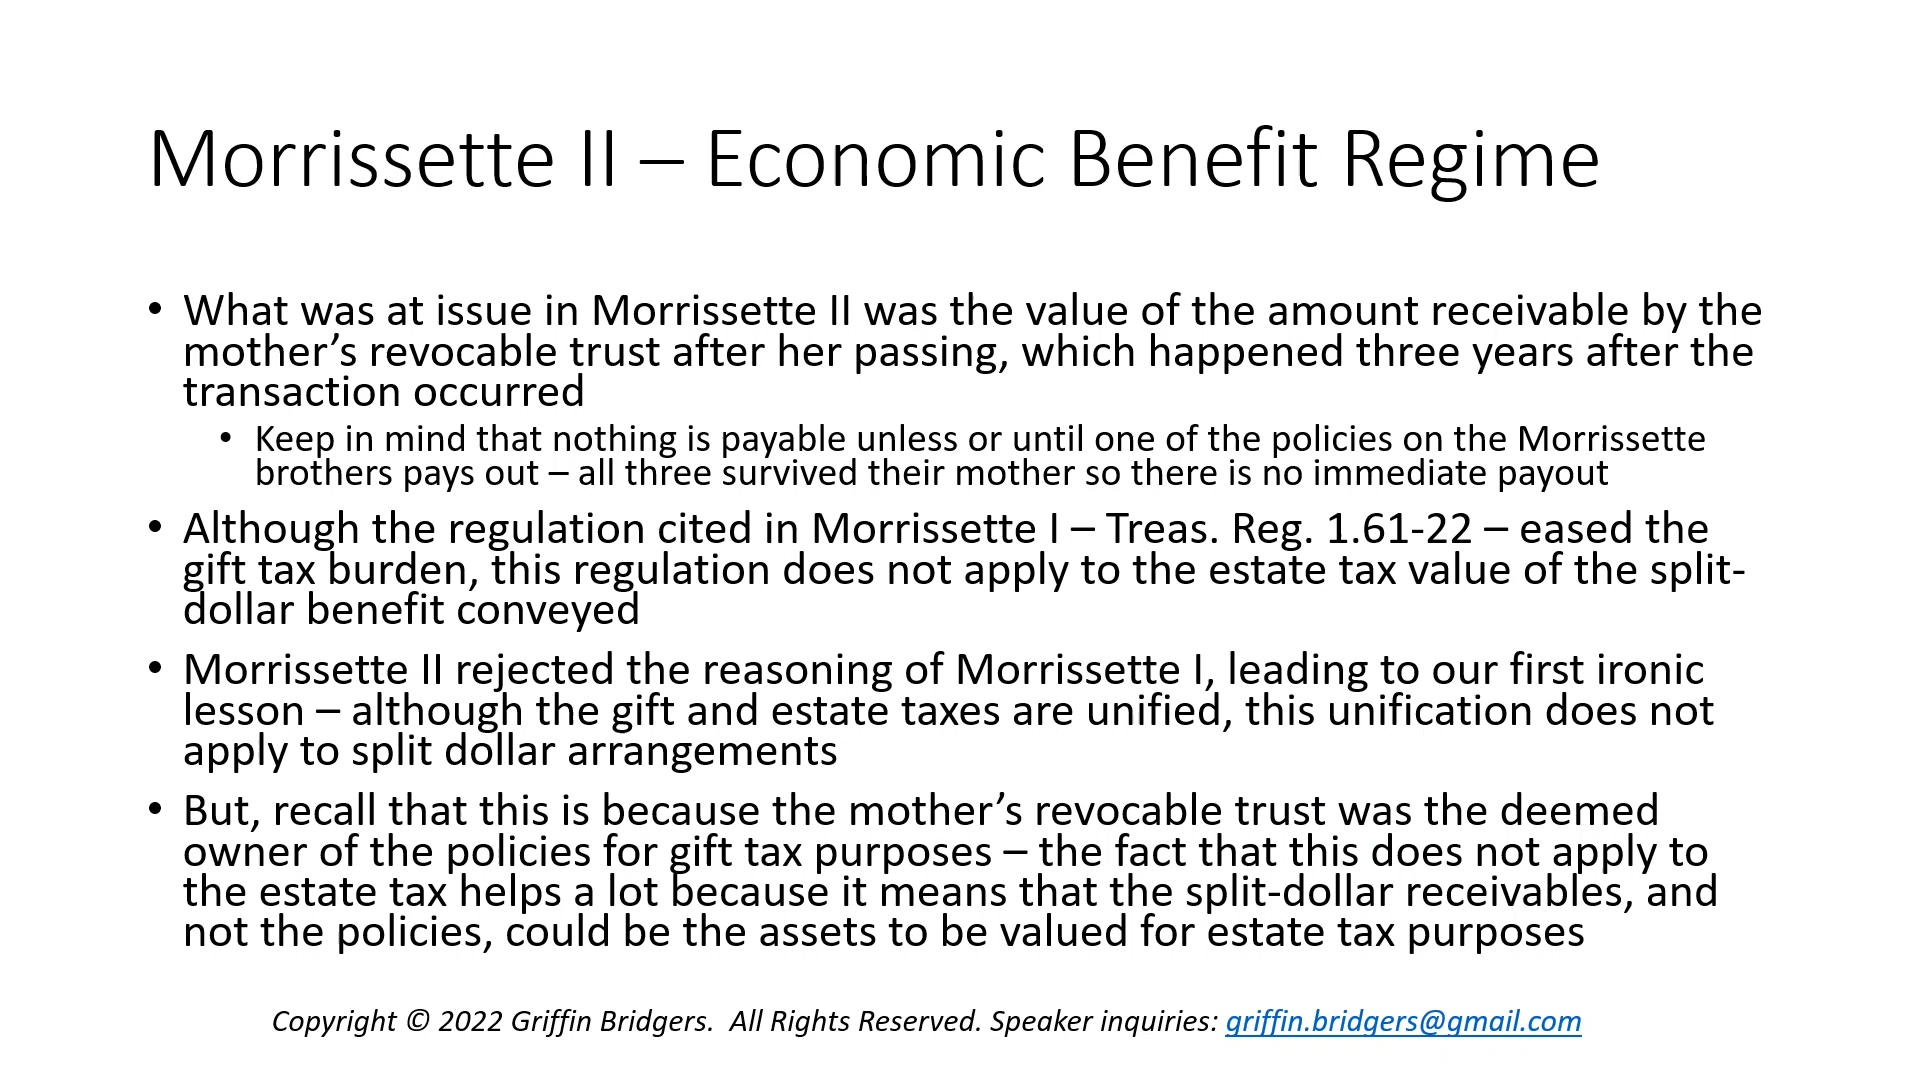 Morrissette II – Economic Benefit Regime
• What was at issue in Morrissette II was the value of the amount receivable by the
mother’s revocable trust after her passing, which happened three years after the
transaction occurred
• Keep in mind that nothing is payable unless or until one of the policies on the Morrissette
brothers pays out – all three survived their mother so there is no immediate payout
• Although the regulation cited in Morrissette I – Treas. Reg. 1.61-22 – eased the
gift tax burden, this regulation does not apply to the estate tax value of the split-
dollar benefit conveyed
• Morrissette II rejected the reasoning of Morrissette I, leading to our first ironic
lesson – although the gift and estate taxes are unified, this unification does not
apply to split dollar arrangements
• But, recall that this is because the mother’s revocable trust was the deemed
owner of the policies for gift tax purposes – the fact that this does not apply to
the estate tax helps a lot because it means that the split-dollar receivables, and
not the policies, could be the assets to be valued for estate tax purposes
Copyright © 2022 Griffin Bridgers.  All Rights Reserved. Speaker inquiries: griffin.bridgers@gmail.com